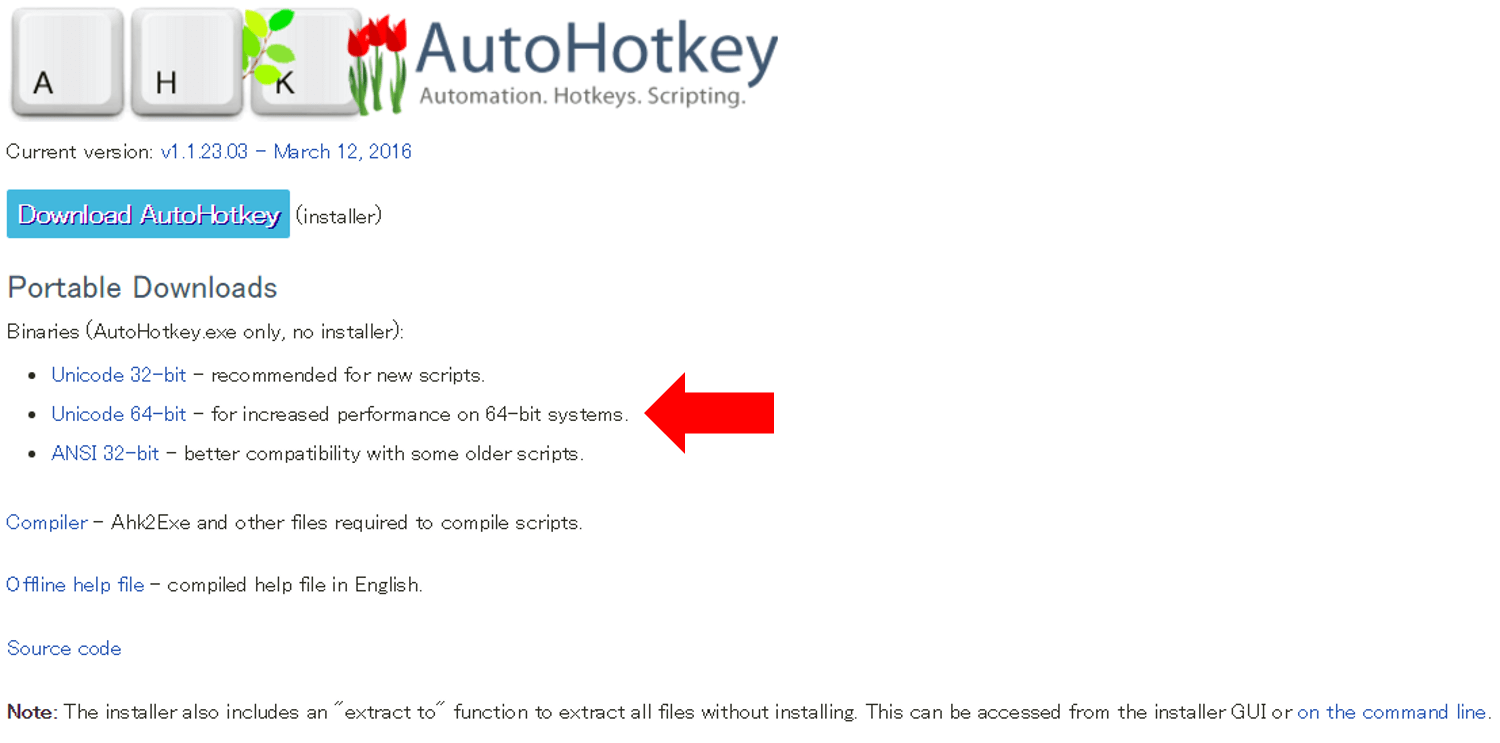 A H K AutoHotkey
Automation. Hotkeys. Scripting.
Current version: v1.1.23.03 - March 12, 2016
Download AutoHotkey (installer)
Portable Downloads
Binaries (AutoHotkey.exe only, no installer):
• Unicode 32-bit - recommended for new scripts.
• Unicode 64-bit - for increased performance on 64-bit systems.
• ANSI 32-bit - better compatibility with some older scripts.
Compiler - Ahk2Exe and other files required to compile scripts.
Offline help file - compiled help file in English.
Source code
Note: The installer also includes an "extract to" function to extract all files without installing. This can be accessed from the installer GUI or on the command line.